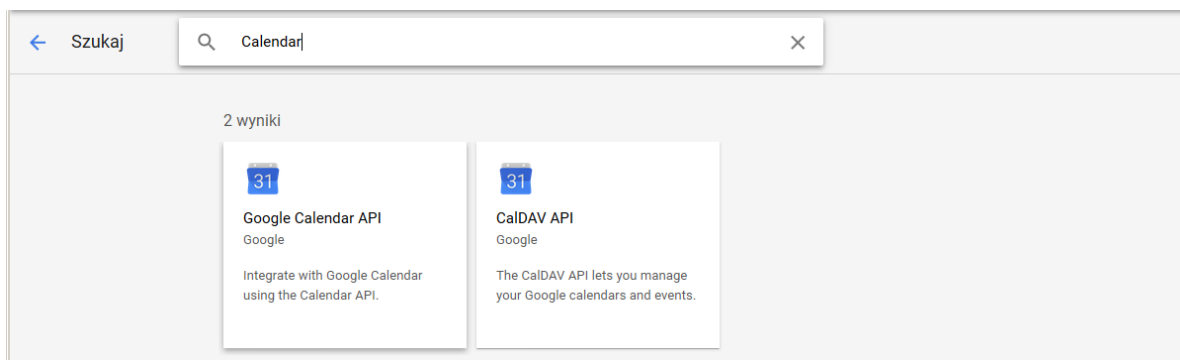 Szukaj
Calendar
2 wyniki
31
Google Calendar API
Google
Integrate with Google Calendar
using the Calendar API.
31
CalDAV API
Google
The CalDAV API lets you manage
your Google calendars and events.